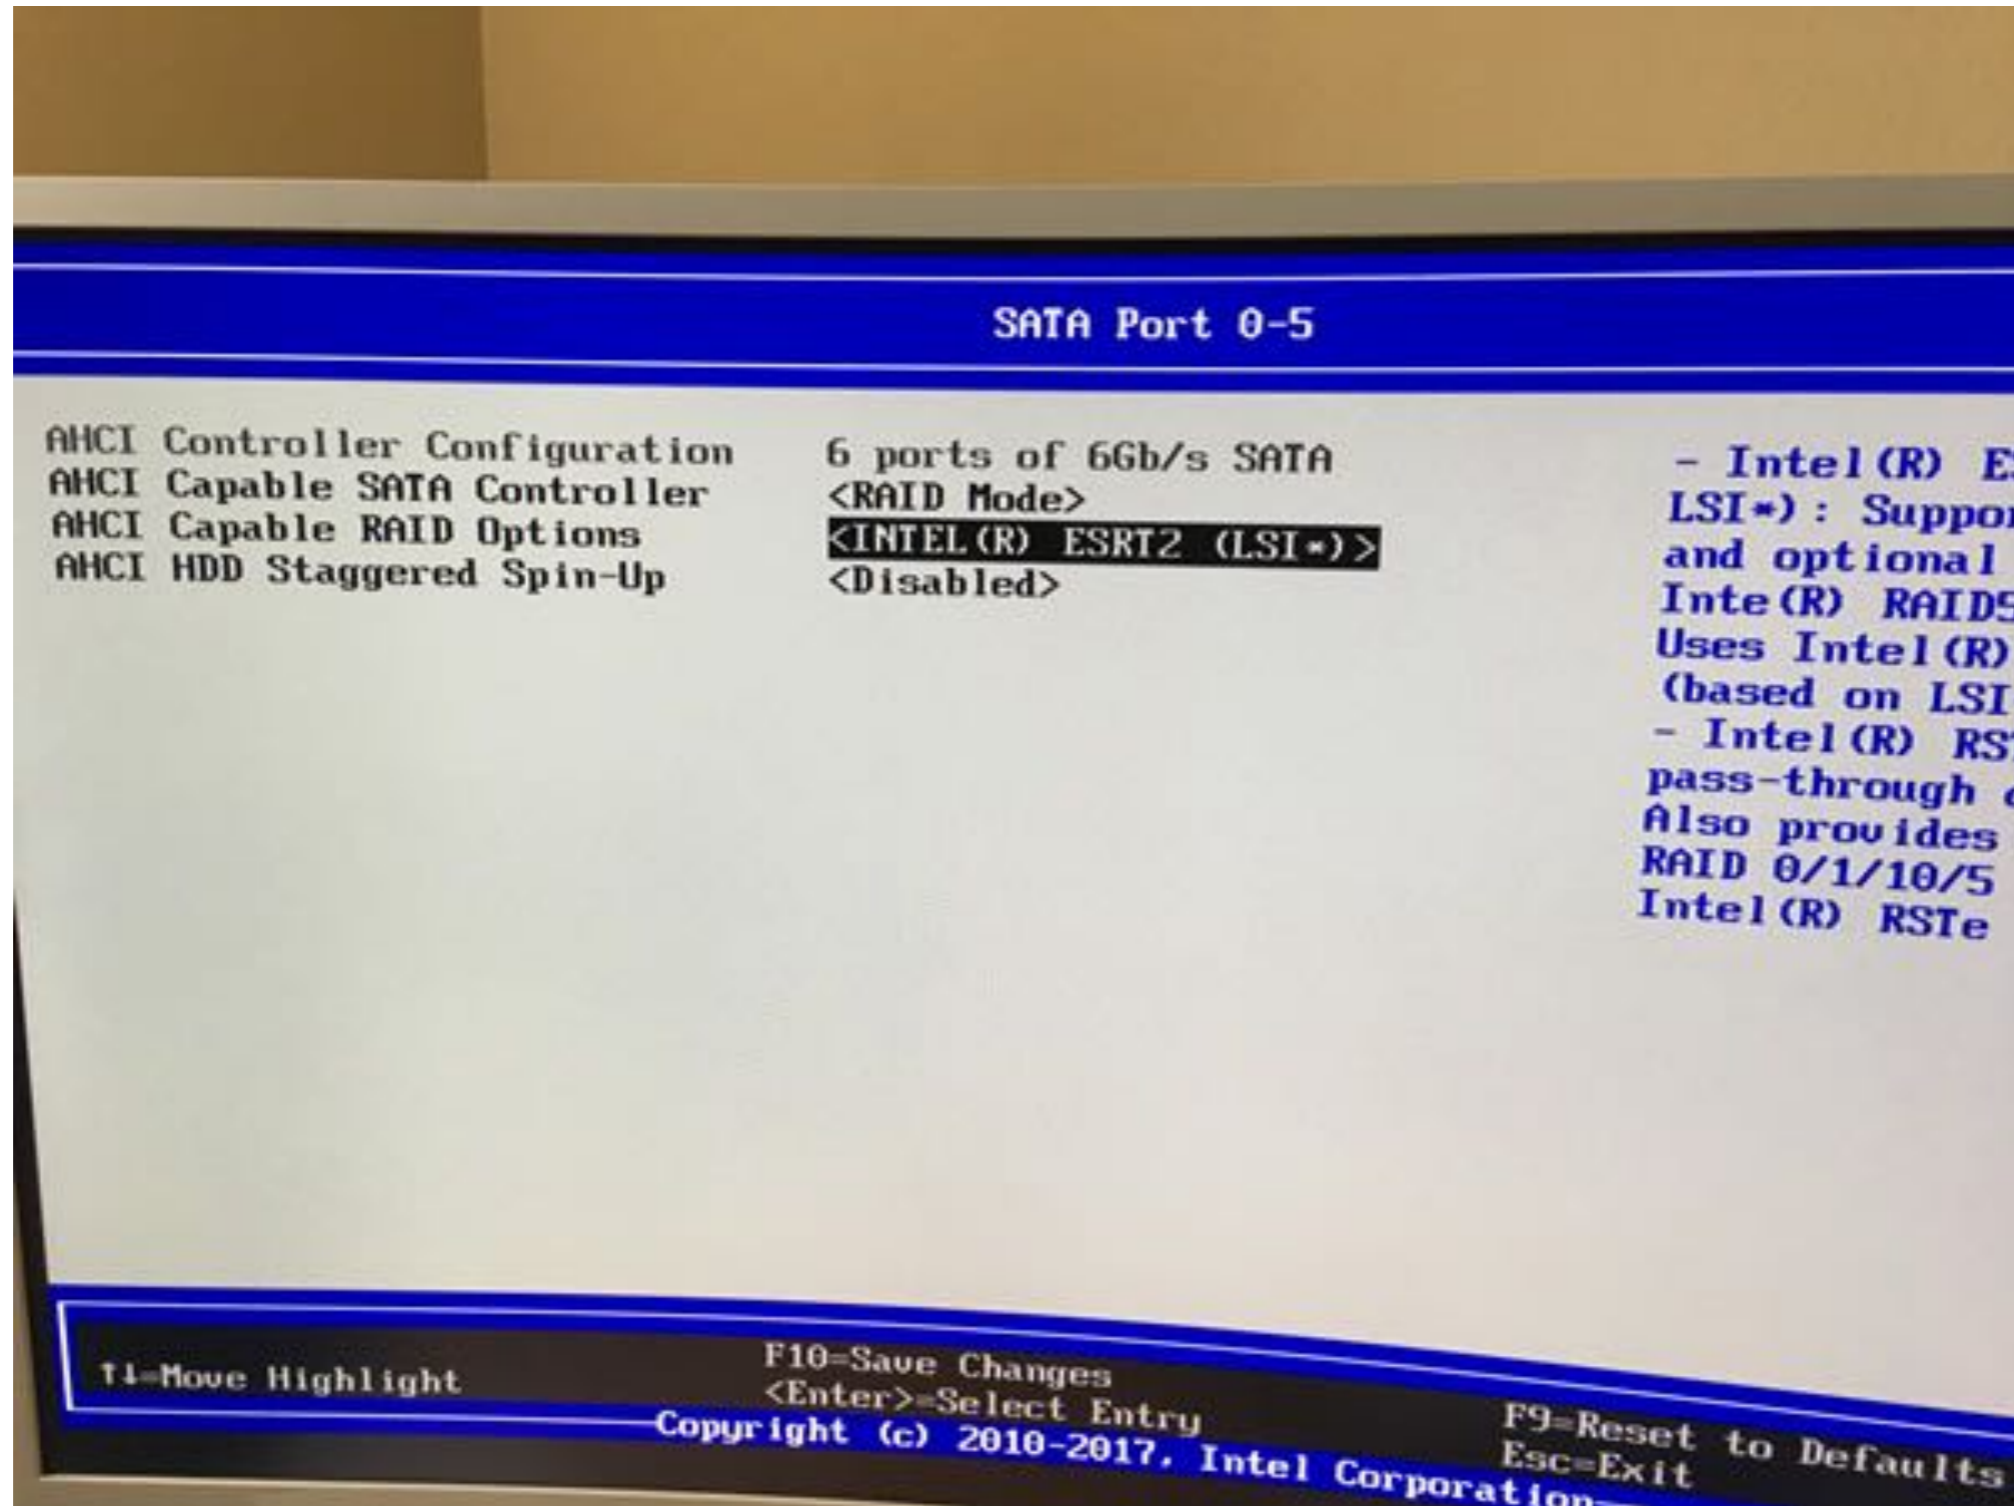 SATA Port 0-5
AHCI Controller Configuration 6 ports of 6Gb/s SATA
AHCI Capable SATA Controller <RAID Mode>
AHCI Capable RAID Options <INTEL(R) ESRT2 (LSI*)>
AHCI HDD Staggered Spin-Up <Disabled>
- Intel(R)
LSI*):
and optional
Inte(R) RAID5
Uses Intel(R)
(based on LSI
- Intel(R)
pass-through
Also provides
RAID 0/1/10/5
Intel(R) RSTe
↑↓=Move Highlight
F10=Save Changes
<Enter>=Select Entry
F9=Reset to Defaults
Esc=Exit
Copyright (c) 2010-2017, Intel Corporation